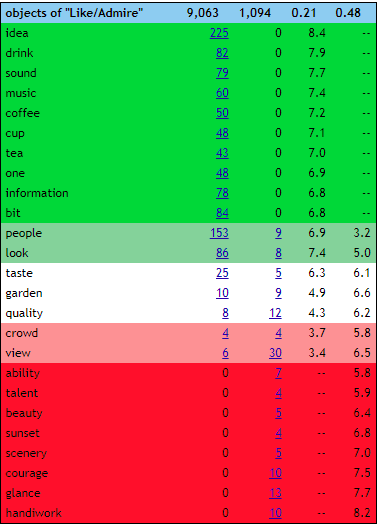 objects of "Like/Admire" 9,063 1,094 0.21 0.48
idea 225 0 8.4 --
drink 82 0 7.9 --
sound 79 0 7.7 --
music 60 0 7.4 --
coffee 50 0 7.2 --
cup 48 0 7.1 --
tea 43 0 7.0 --
one 48 0 6.9 --
information 78 0 6.8 --
bit 84 0 6.8 --
people 153 9 6.9 3.2
look 86 8 7.4 5.0
taste 25 5 6.3 6.1
garden 10 9 4.9 6.6
quality 8 12 4.3 6.2
crowd 4 4 3.7 5.8
view 6 30 3.4 6.5
ability 0 7 -- 5.8
talent 0 4 -- 5.9
beauty 0 5 -- 6.4
sunset 0 4 -- 6.8
scenery 0 5 -- 7.0
courage 0 10 -- 7.5
glance 0 13 -- 7.7
handiwork 0 10 -- 8.2